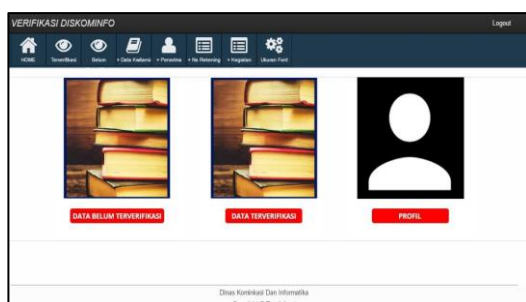 VERIFIKASI DISKOMINFO
Logout
HOME Terverifikasi Belum + Data Kwitansi + Penerima + No Rekening + Kegiatan Ukuran Font
DATA BELUM TERVERIFIKASI DATA TERVERIFIKASI PROFIL
Dinas Kominkasi Dan Informatika